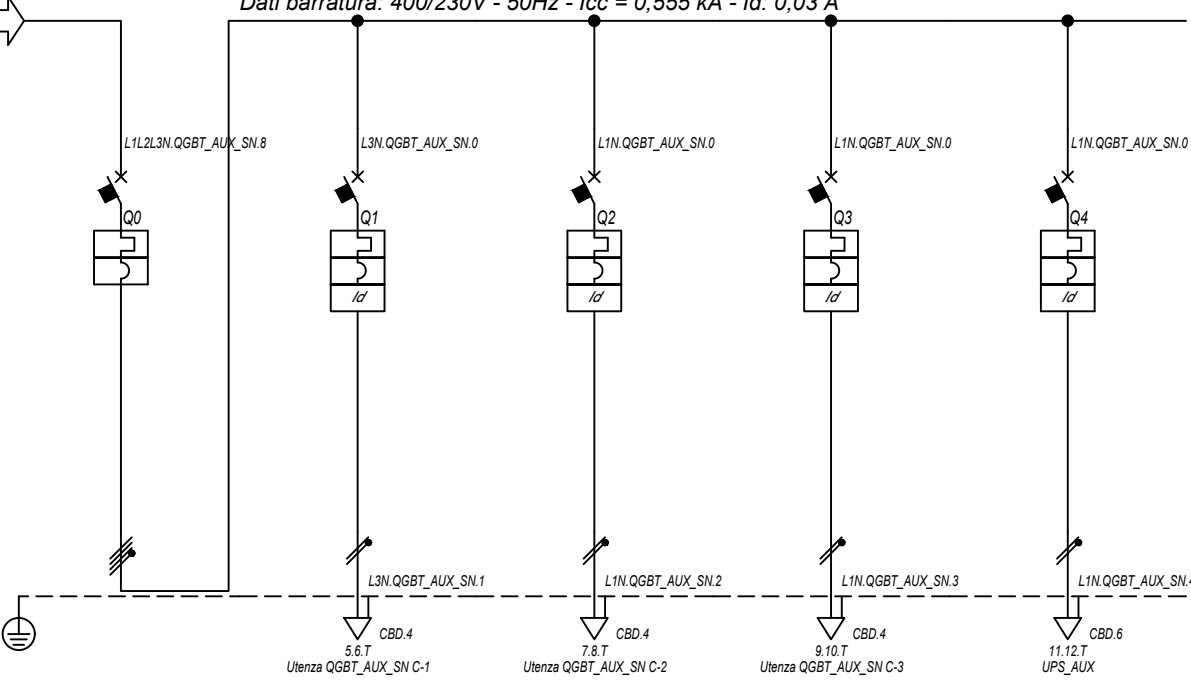 Dati barratura: 400/230V - 50Hz - Icc = 0,555 kA - Id: 0,03 A
L1L2L3N.QGBT_AUX_SN.8
L3N.QGBT_AUX_SN.0
L1N.QGBT_AUX_SN.0
L1N.QGBT_AUX_SN.0
L1N.QGBT_AUX_SN.0
Q0
Q1
Q2
Q3
Q4
Id
Id
Id
Id
L3N.QGBT_AUX_SN.1
L1N.QGBT_AUX_SN.2
L1N.QGBT_AUX_SN.3
L1N.QGBT_AUX_SN.4
CBD.4
CBD.4
CBD.4
CBD.6
5.6.T
7.8.T
9.10.T
11.12.T
Utenza QGBT_AUX_SN C-1
Utenza QGBT_AUX_SN C-2
Utenza QGBT_AUX_SN C-3
UPS_AUX